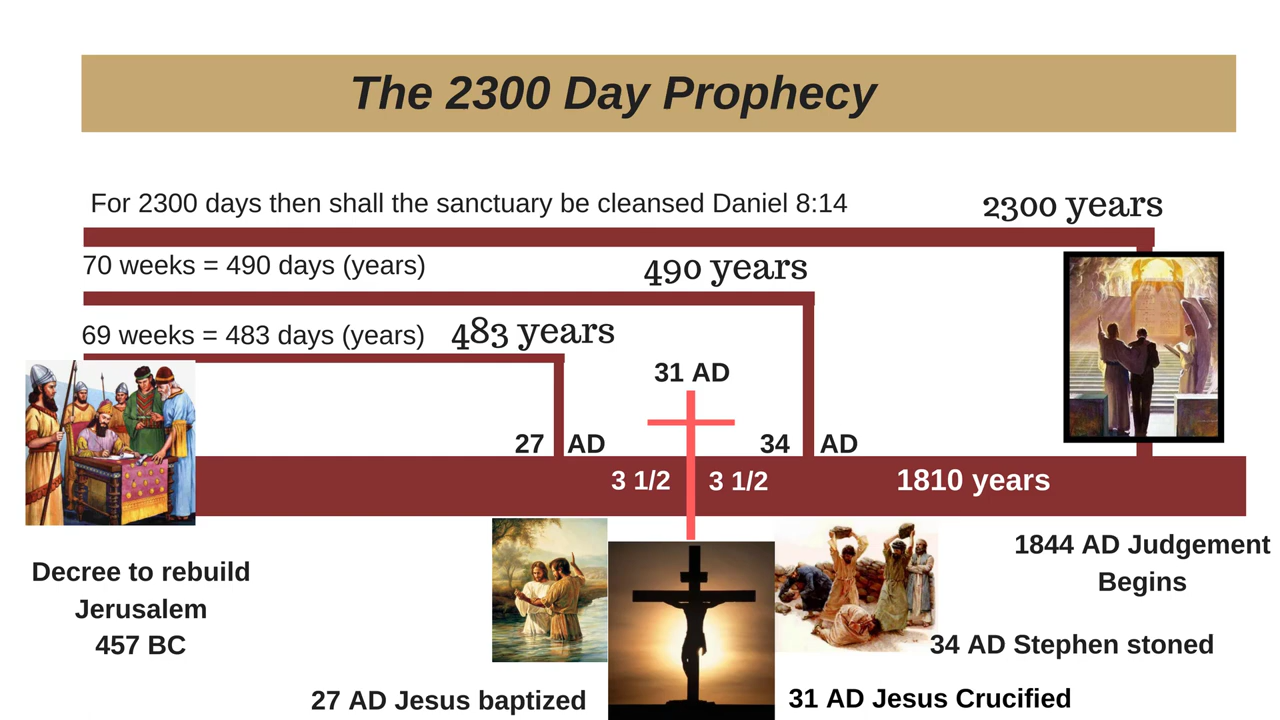 The 2300 Day Prophecy
For 2300 days then shall the sanctuary be cleansed Daniel 8:14
2300 years
70 weeks = 490 days (years)
490 years
69 weeks = 483 days (years)
483 years
31 AD
27 AD
34 AD
3 1/2
3 1/2
1810 years
Decree to rebuild
Jerusalem
457 BC
1844 AD Judgement
Begins
34 AD Stephen stoned
27 AD Jesus baptized
31 AD Jesus Crucified